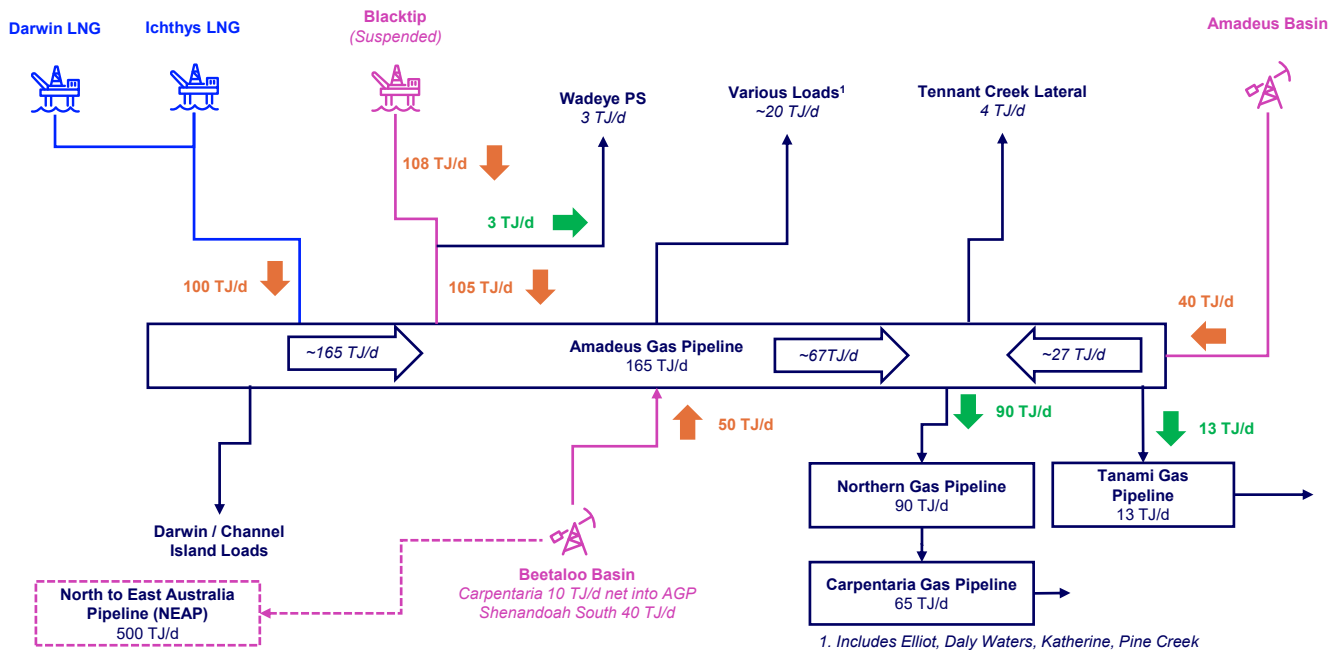 Darwin LNG
Ichthys LNG
Blacktip
(Suspended)
Amadeus Basin
Wadeye PS
3 TJ/d
Various Loads¹
~20 TJ/d
Tennant Creek Lateral
4 TJ/d
108 TJ/d
3 TJ/d
100 TJ/d
105 TJ/d
40 TJ/d
~165 TJ/d
Amadeus Gas Pipeline
165 TJ/d
~67TJ/d
~27 TJ/d
50 TJ/d
90 TJ/d
13 TJ/d
Northern Gas Pipeline
90 TJ/d
Tanami Gas
Pipeline
13 TJ/d
Darwin / Channel
Island Loads
Beetaloo Basin
Carpentaria 10 TJ/d net into AGP
Shenandoah South 40 TJ/d
North to East Australia
Pipeline (NEAP)
500 TJ/d
Carpentaria Gas Pipeline
65 TJ/d
1. Includes Elliot, Daly Waters, Katherine, Pine Creek